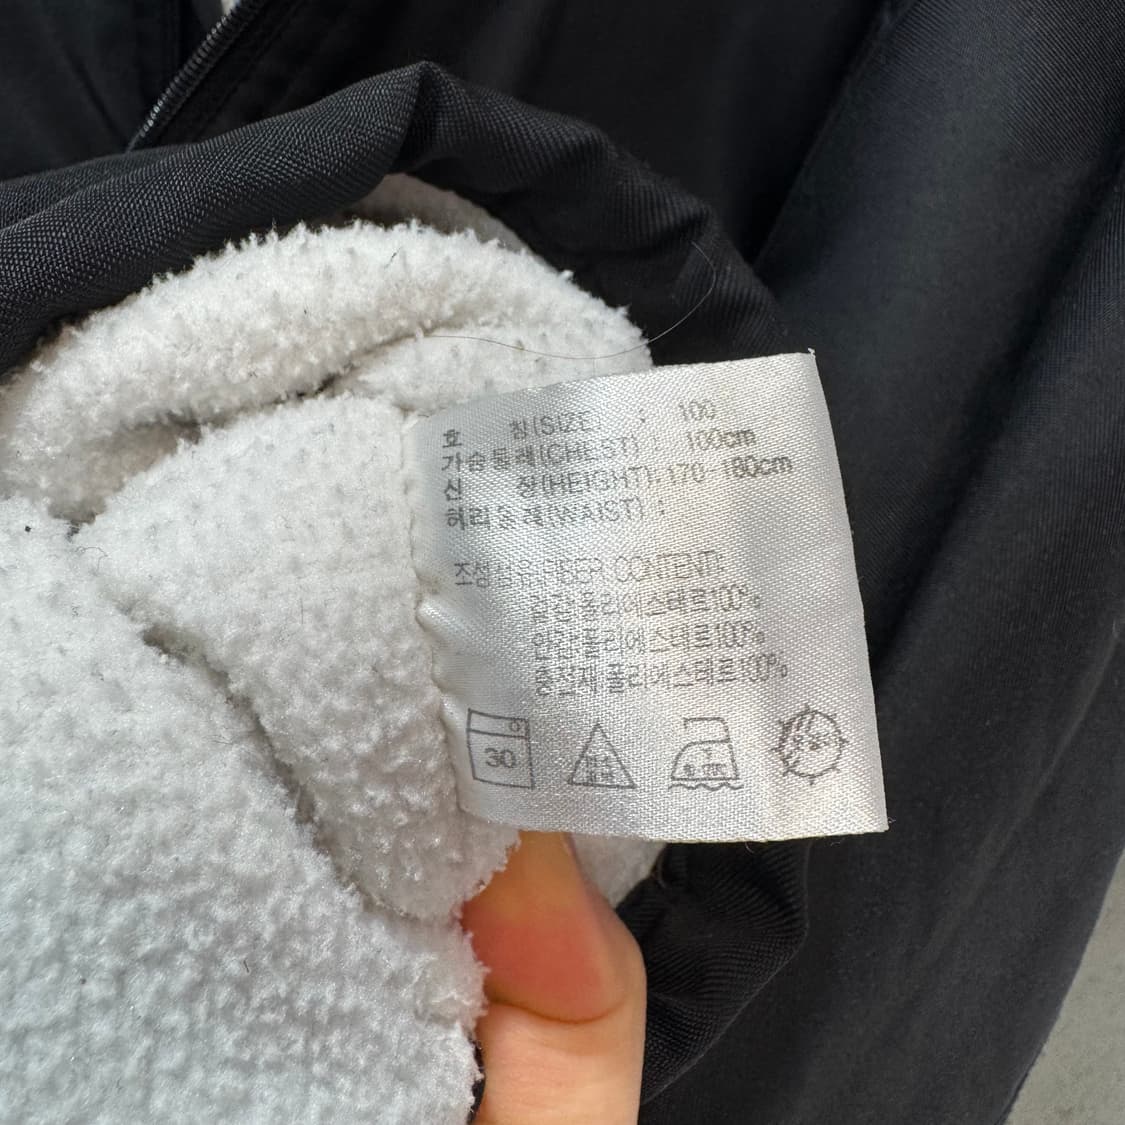 호 칭(SIZE : 100
가슴둘레(CHEST) : 100cm
신 장(HEIGHT):170-180cm
허리둘레(WAIST) :
조성섬유(FIBER CONTENT)
겉감:폴리에스테르100%
안감:폴리에스테르100%
충전재 폴리에스테르100%
30